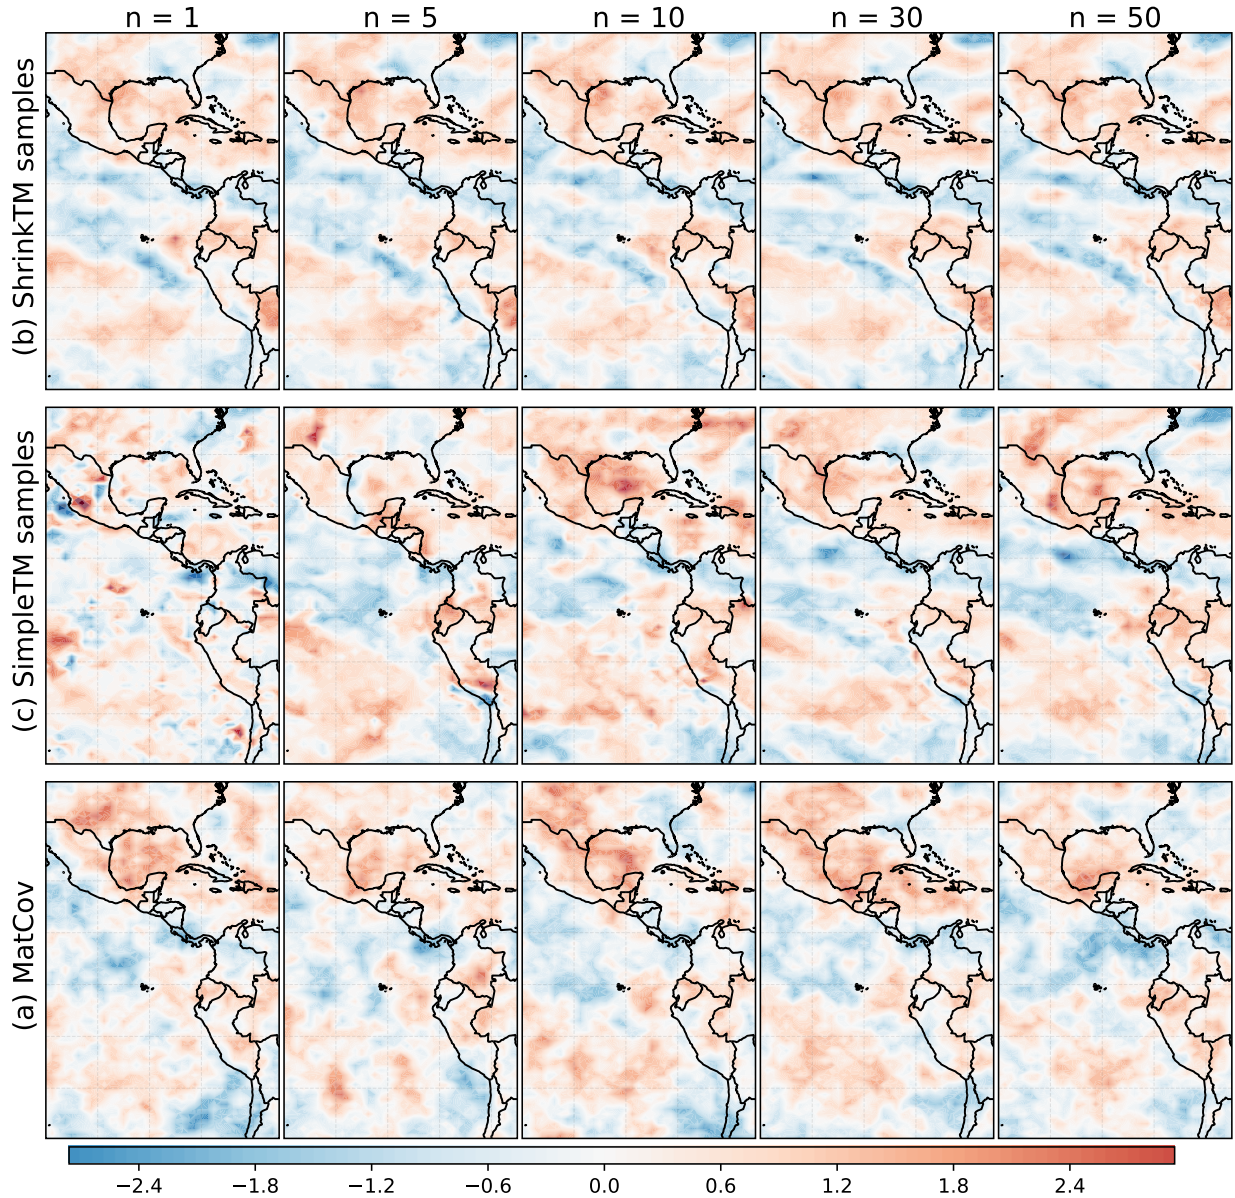 n = 1 n = 5 n = 10 n = 30 n = 50
(b) ShrinkTM samples
(c) SimpleTM samples
(a) MatCov
−2.4 −1.8 −1.2 −0.6 0.0 0.6 1.2 1.8 2.4